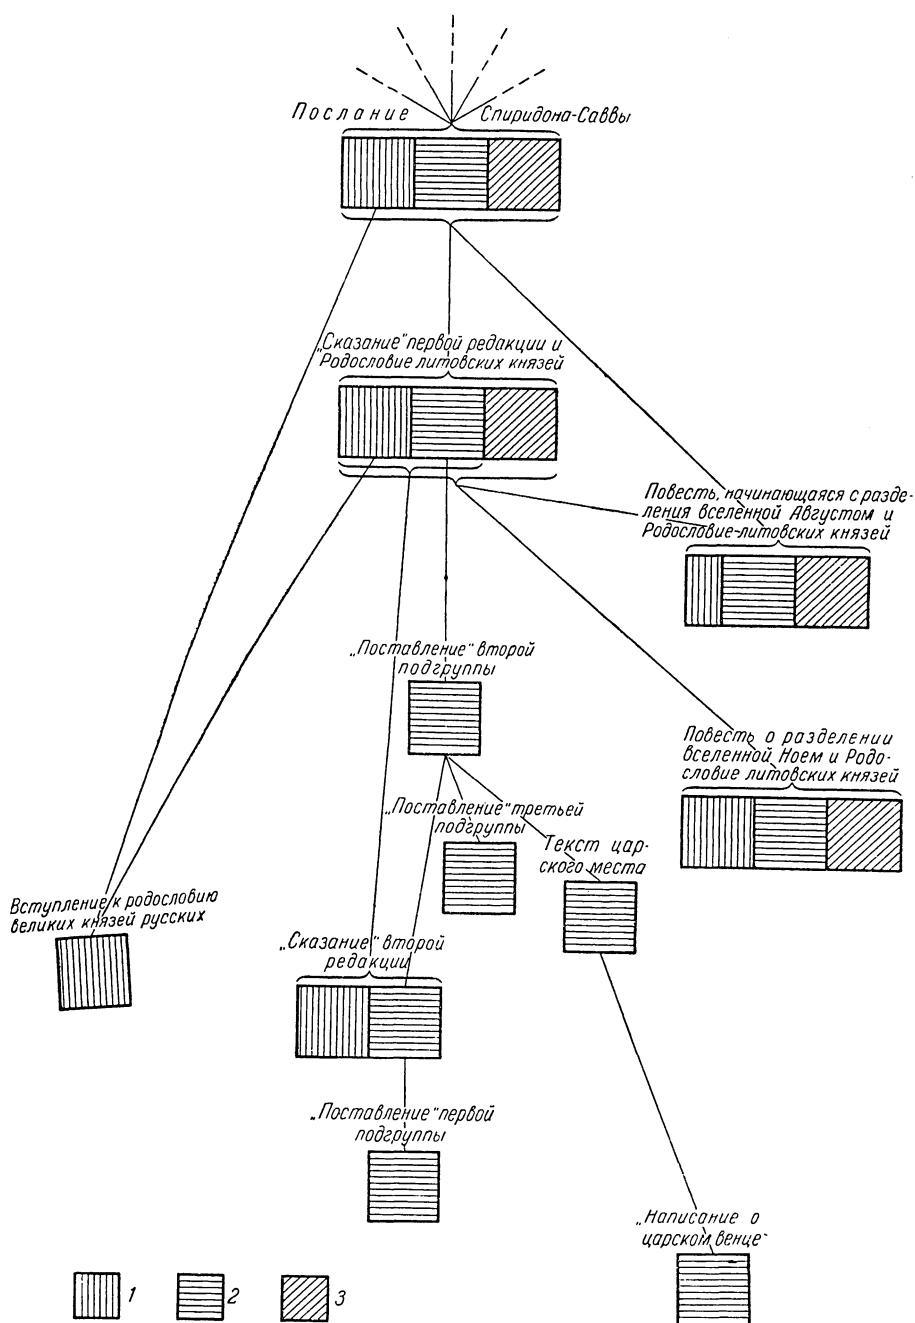 Послание Спиридона-Саввы
„Сказание" первой редакции и
„Родословие литовских князей
Повесть, начинающаяся с разде-
ления вселенной Августом и
Родословие литовских князей
„Поставление" второй
подгруппы
Повесть о разделении
вселенной Ноем и Родо-
словие литовских князей
„Поставление" третьей
подгруппы
Текст цар-
ского места
Вступление к родословию
великих князей русских
„Сказание" второй
редакции
„Поставление" первой
подгруппы
„Написание о
царском венце"
1 2 3